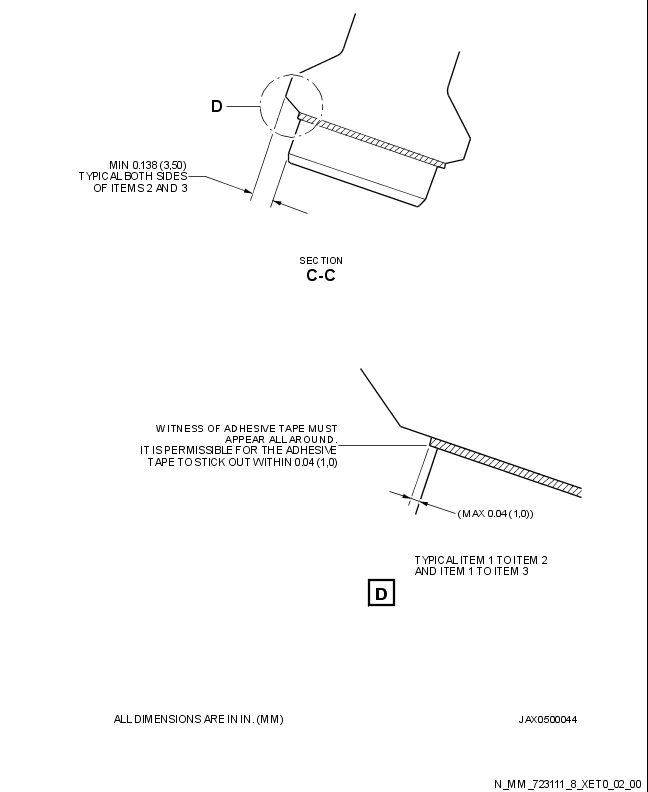 D
MIN 0.138 (3,50)
TYPICAL BOTH SIDES
OF ITEMS 2 AND 3
SECTION
C-C
WITNESS OF ADHESIVE TAPE MUST
APPEAR ALL AROUND.
IT IS PERMISSIBLE FOR THE ADHESIVE
TAPE TO STICK OUT WITHIN 0.04 (1,0)
(MAX 0.04 (1,0))
TYPICAL ITEM 1 TO ITEM 2
AND ITEM 1 TO ITEM 3
D
ALL DIMENSIONS ARE IN IN. (MM)
JAX0500044
N_MM_723111_8_XET0_02_00